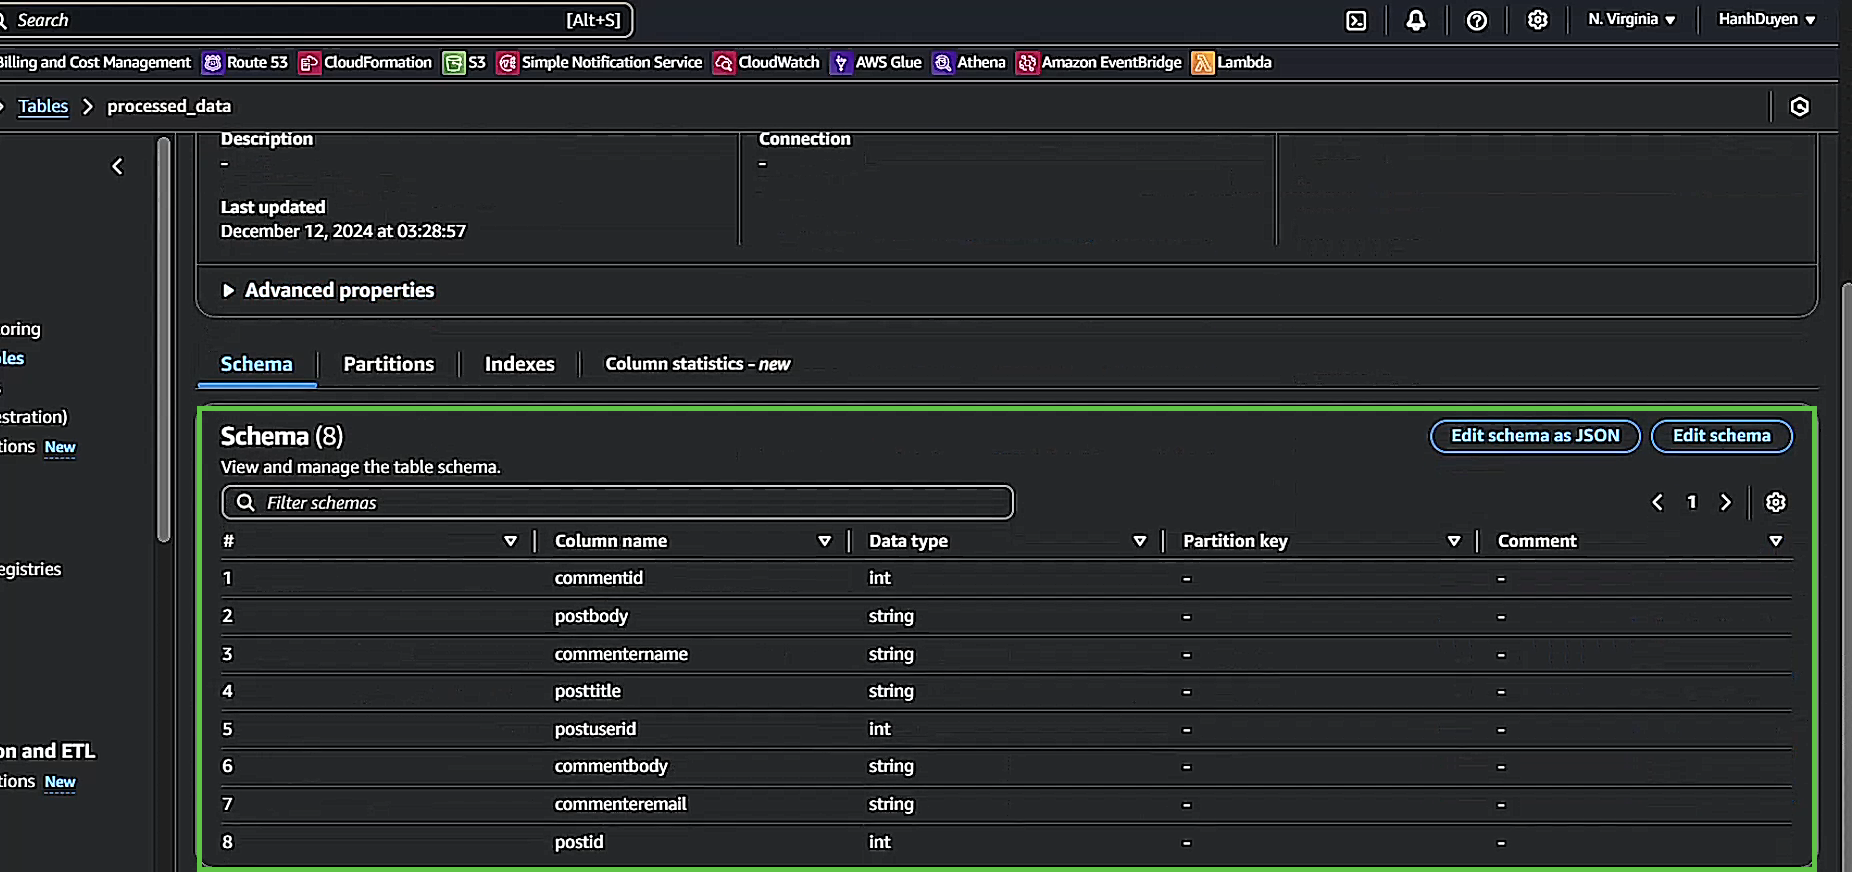 Search [Alt+S] N. Virginia HanhDuyen
Billing and Cost Management Route 53 CloudFormation S3 Simple Notification Service CloudWatch AWS Glue Athena Amazon EventBridge Lambda
Tables processed_data
Description Connection
- -
Last updated
December 12, 2024 at 03:28:57
Advanced properties
oring
les
estration)
tions New
egistries
on and ETL
tions New
Schema Partitions Indexes Column statistics - new
Schema (8) Edit schema as JSON Edit schema
View and manage the table schema.
Filter schemas 1
# Column name Data type Partition key Comment
1 commentid int - -
2 postbody string - -
3 commentername string - -
4 posttitle string - -
5 postuserid int - -
6 commentbody string - -
7 commenteremail string - -
8 postid int - -